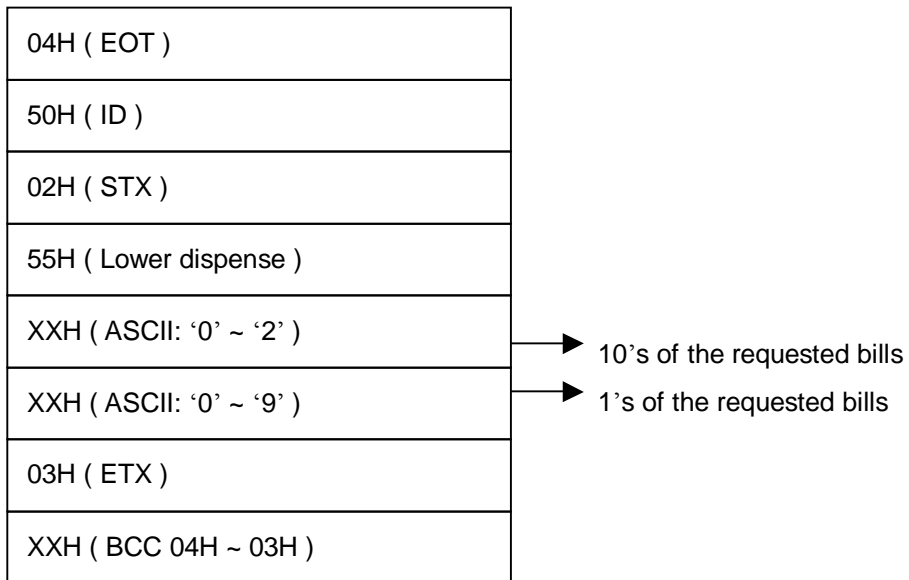 04H ( EOT )
50H ( ID )
02H ( STX )
55H ( Lower dispense )
XXH ( ASCII: ‘0’ ~ ‘2’ )
10’s of the requested bills
XXH ( ASCII: ‘0’ ~ ‘9’ )
1’s of the requested bills
03H ( ETX )
XXH ( BCC 04H ~ 03H )